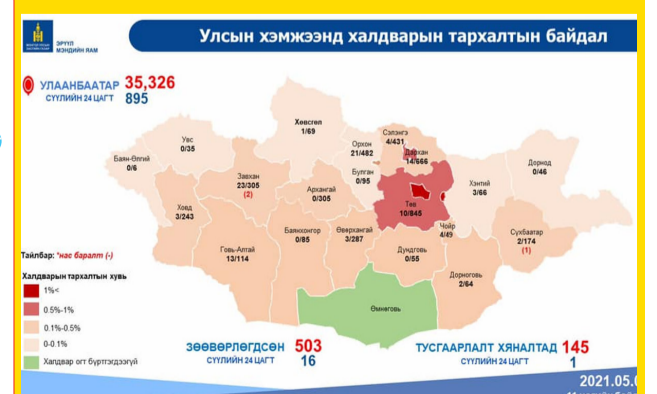 ЭРҮҮЛ
МЭНДИЙН ЯАМ
Улсын хэмжээнд халдварын тархалтын байдал
УЛААНБААТАР 35,326
СҮҮЛИЙН 24 ЦАГТ 895
Хөвсгөл
1/69
Увс
0/35
Баян-Өлгий
0/6
Завхан
23/305
(2)
Ховд
3/243
Говь-Алтай
13/114
Архангай
0/305
Баянхонгор
0/85
Өвөрхангай
3/287
Орхон
21/482
Булган
0/95
Сэлэнгэ
4/431
Дархан
14/666
Төв
10/845
Чойр
4/49
Дундговь
0/55
Дорноговь
2/64
Өмнөговь
Хэнтий
3/66
Дорнод
0/46
Сүхбаатар
2/174
(1)
Тайлбар: *нас баралт (-)
Халдварын тархалтын хувь
1%<
0.5%-1%
0.1%-0.5%
0-0.1%
Халдвар огт бүртгэгдээгүй
ЗӨӨВӨРЛӨГДСӨН 503
СҮҮЛИЙН 24 ЦАГТ 16
ТУСГААРЛАЛТ ХЯНАЛТАД 145
СҮҮЛИЙН 24 ЦАГТ 1
2021.05.0